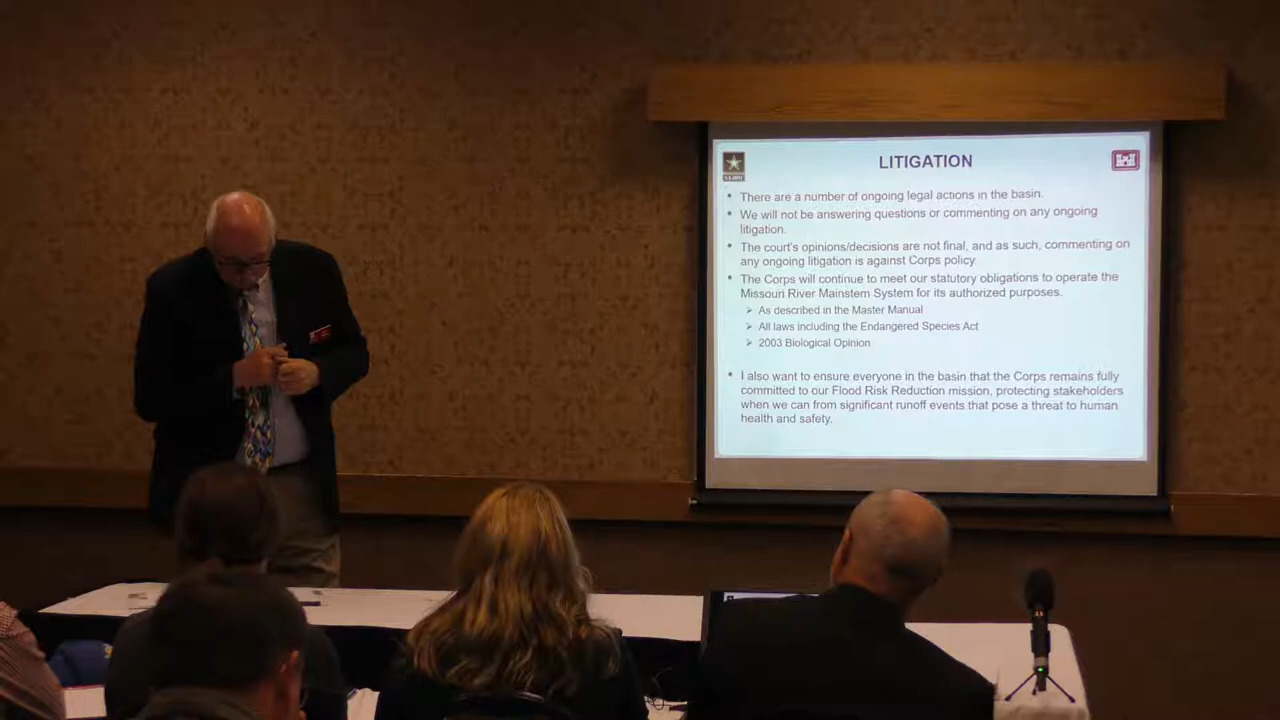 LITIGATION
• There are a number of ongoing legal actions in the basin.
• We will not be answering questions or commenting on any ongoing
litigation.
• The court's opinions/decisions are not final, and as such, commenting on
any ongoing litigation is against Corps policy.
• The Corps will continue to meet our statutory obligations to operate the
Missouri River Mainstem System for its authorized purposes.
➢ As described in the Master Manual
➢ All laws including the Endangered Species Act
➢ 2003 Biological Opinion
• I also want to ensure everyone in the basin that the Corps remains fully
committed to our Flood Risk Reduction mission, protecting stakeholders
when we can from significant runoff events that pose a threat to human
health and safety.